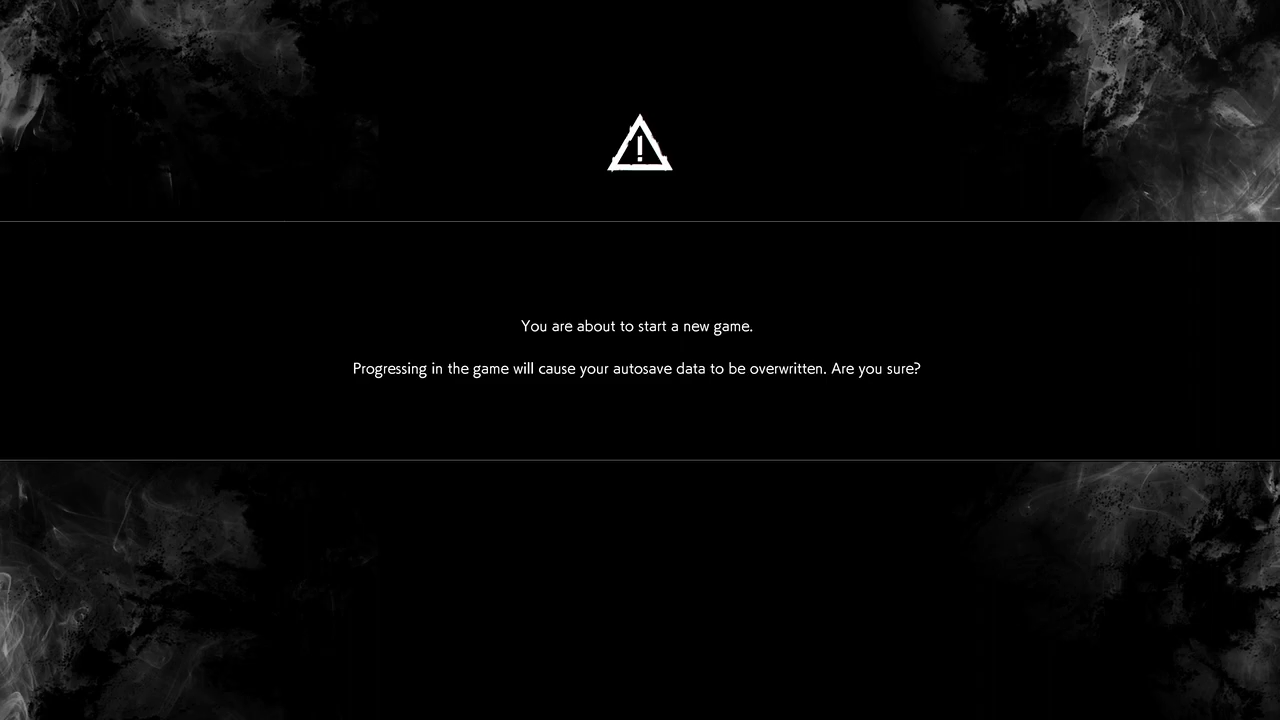 You are about to start a new game.
Progressing in the game will cause your autosave data to be overwritten. Are you sure?